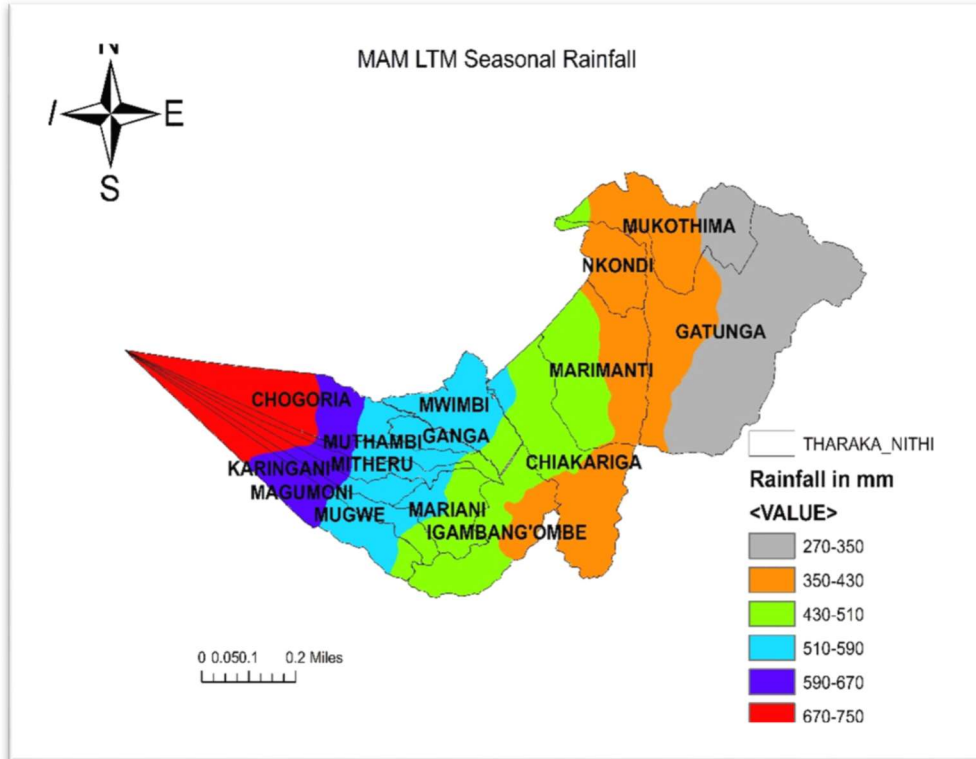 N
MAM LTM Seasonal Rainfall
E
S
MUKOTHIMA
NKONDI
GATUNGA
MARIMANTI
CHOGORIA
MWIMBI
MUTHAMBI
GANGA
KARINGANI
MITHERU
CHIAKARIGA
MAGUMONI
MUGWE
MARIANI
IGAMBANG'OMBE
THARAKA_NITHI
Rainfall in mm
<VALUE>
270-350
350-430
430-510
510-590
590-670
670-750
0 0.050.1 0.2 Miles